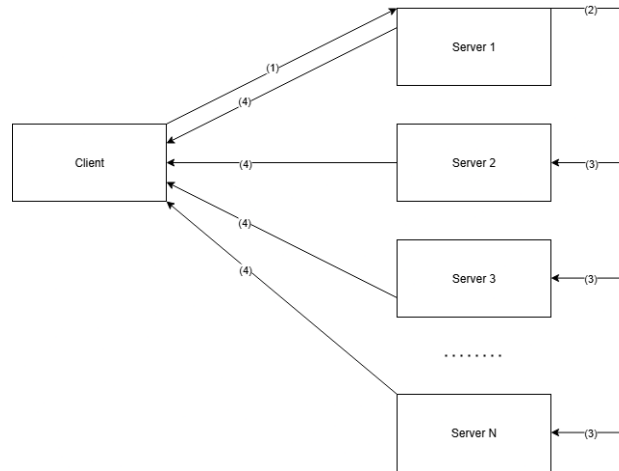 (2)
Server 1
(1)
(4)
Client
(4)
Server 2
(3)
(4)
(4)
Server 3
(3)
........
Server N
(3)